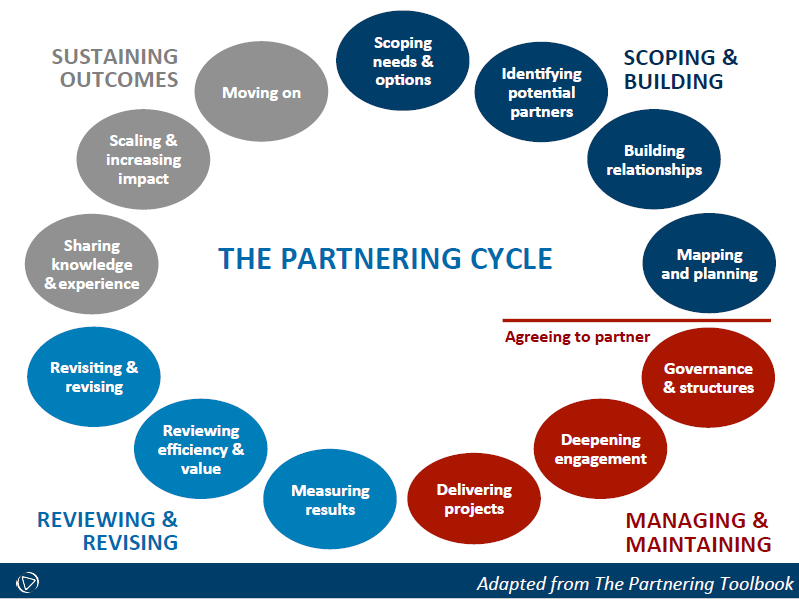 SUSTAINING
OUTCOMES
Moving on
Scoping
needs &
options
Identifying
potential
partners
SCOPING &
BUILDING
Scaling &
increasing
impact
Building
relationships
Sharing
knowledge
& experience
THE PARTNERING CYCLE
Mapping
and planning
Agreeing to partner
Revisiting &
revising
Governance
& structures
Reviewing
efficiency &
value
Deepening
engagement
Measuring
results
Delivering
projects
REVIEWING &
REVISING
MANAGING &
MAINTAINING
Adapted from The Partnering Toolbook